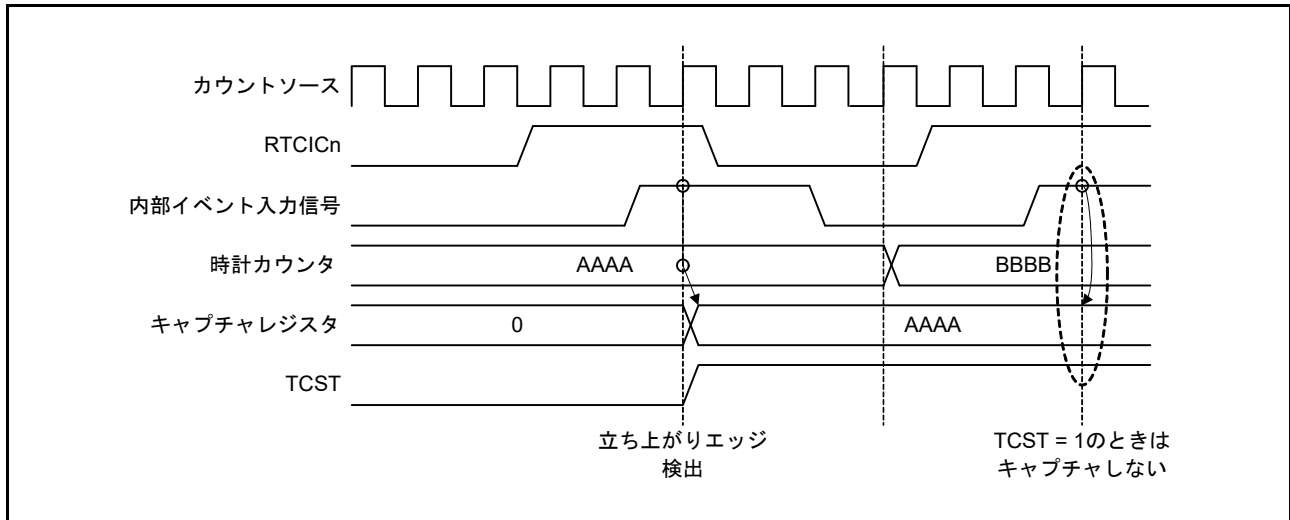 カウントソース
RTCICn
内部イベント入力信号
時計カウンタ
AAAA
BBBB
キャプチャレジスタ
0
AAAA
TCST
立ち上がりエッジ
検出
TCST = 1のときは
キャプチャしない